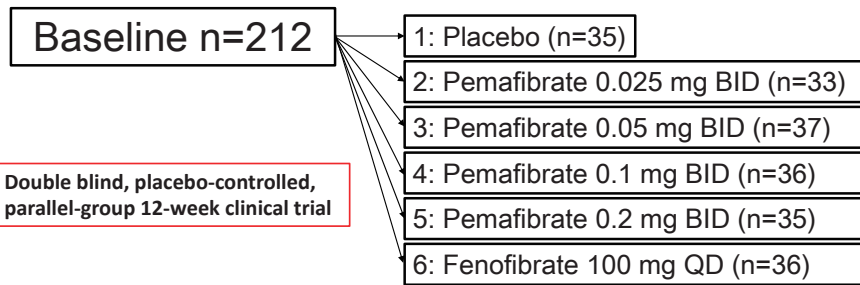 Baseline n=212
1: Placebo (n=35)
2: Pemafibrate 0.025 mg BID (n=33)
3: Pemafibrate 0.05 mg BID (n=37)
4: Pemafibrate 0.1 mg BID (n=36)
5: Pemafibrate 0.2 mg BID (n=35)
6: Fenofibrate 100 mg QD (n=36)
Double blind, placebo-controlled,
parallel-group 12-week clinical trial